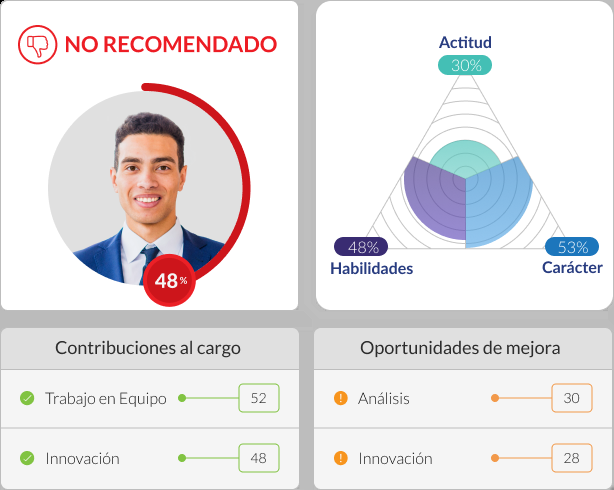 NO RECOMENDADO
48%
Actitud
30%
48%
Habilidades
53%
Carácter
Contribuciones al cargo
Trabajo en Equipo 52
Innovación 48
Oportunidades de mejora
Análisis 30
Innovación 28